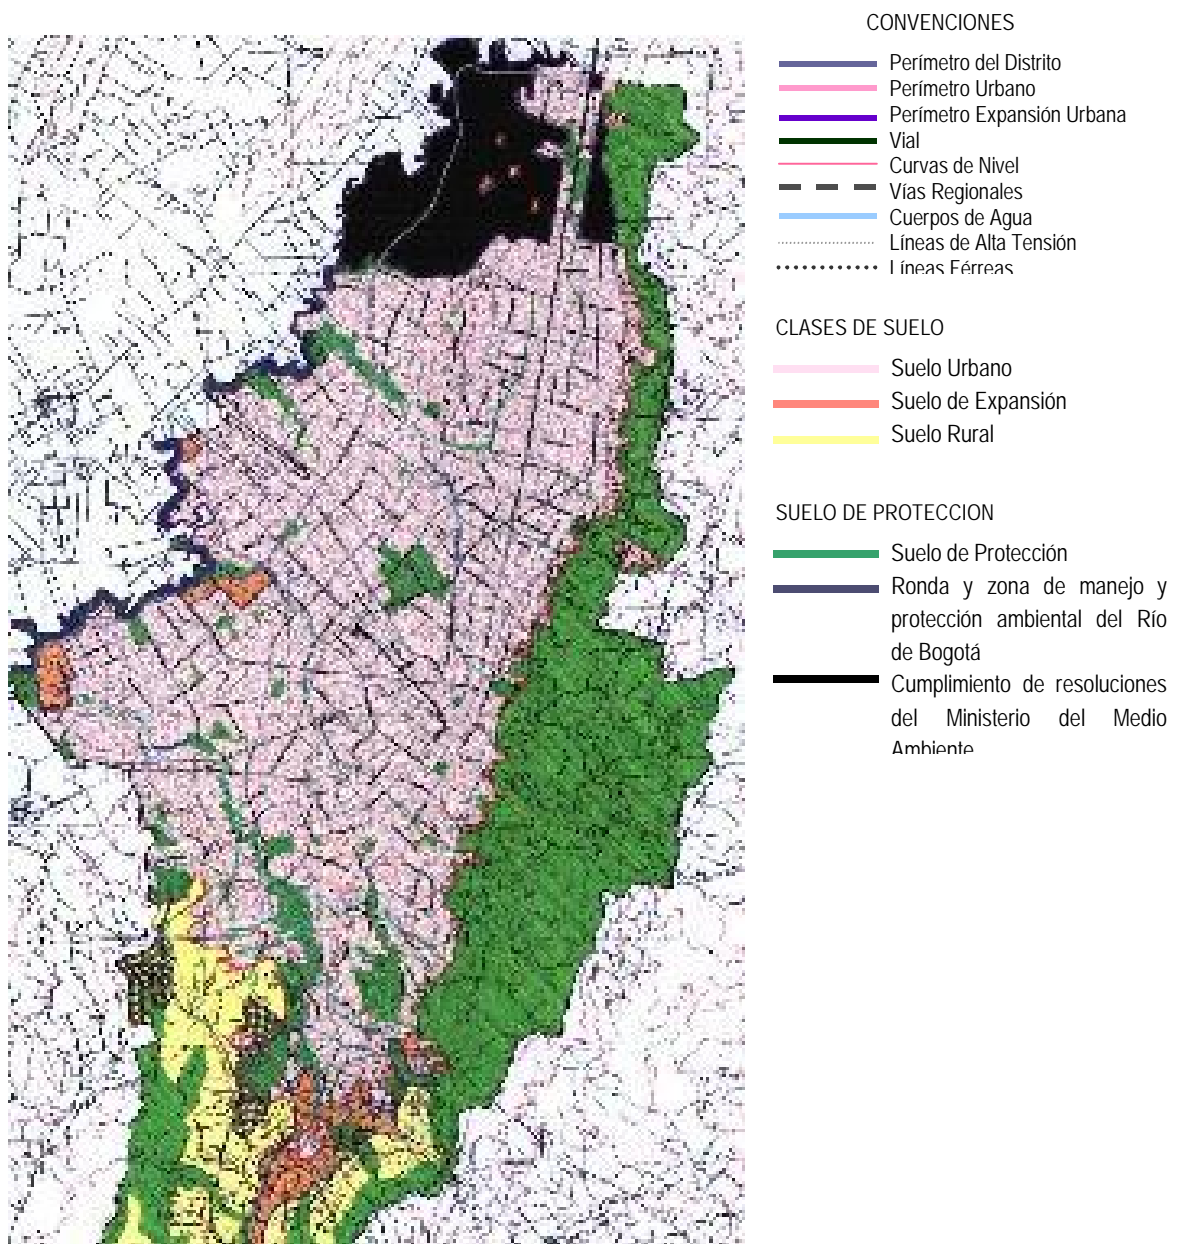 CONVENCIONES
Perímetro del Distrito
Perímetro Urbano
Perímetro Expansión Urbana
Vial
Curvas de Nivel
Vías Regionales
Cuerpos de Agua
Líneas de Alta Tensión
Líneas Férreas
CLASES DE SUELO
Suelo Urbano
Suelo de Expansión
Suelo Rural
SUELO DE PROTECCION
Suelo de Protección
Ronda y zona de manejo y
protección ambiental del Río
de Bogotá
Cumplimiento de resoluciones
del Ministerio del Medio
Ambiente